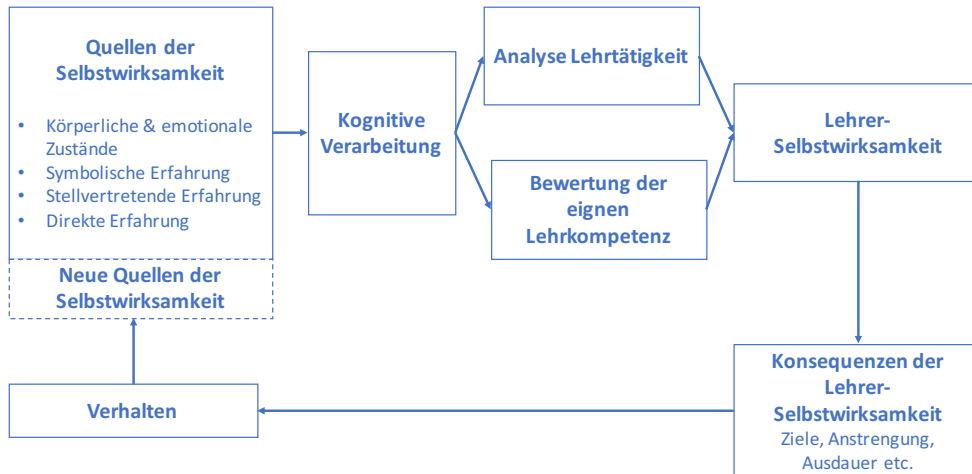 Quellen der
Selbstwirksamkeit
• Körperliche & emotionale
Zustände
• Symbolische Erfahrung
• Stellvertretende Erfahrung
• Direkte Erfahrung
Neue Quellen der
Selbstwirksamkeit
Kognitive
Verarbeitung
Analyse Lehrtätigkeit
Bewertung der
eignen
Lehrkompetenz
Lehrer-
Selbstwirksamkeit
Konsequenzen der
Lehrer-
Selbstwirksamkeit
Ziele, Anstrengung,
Ausdauer etc.
Verhalten